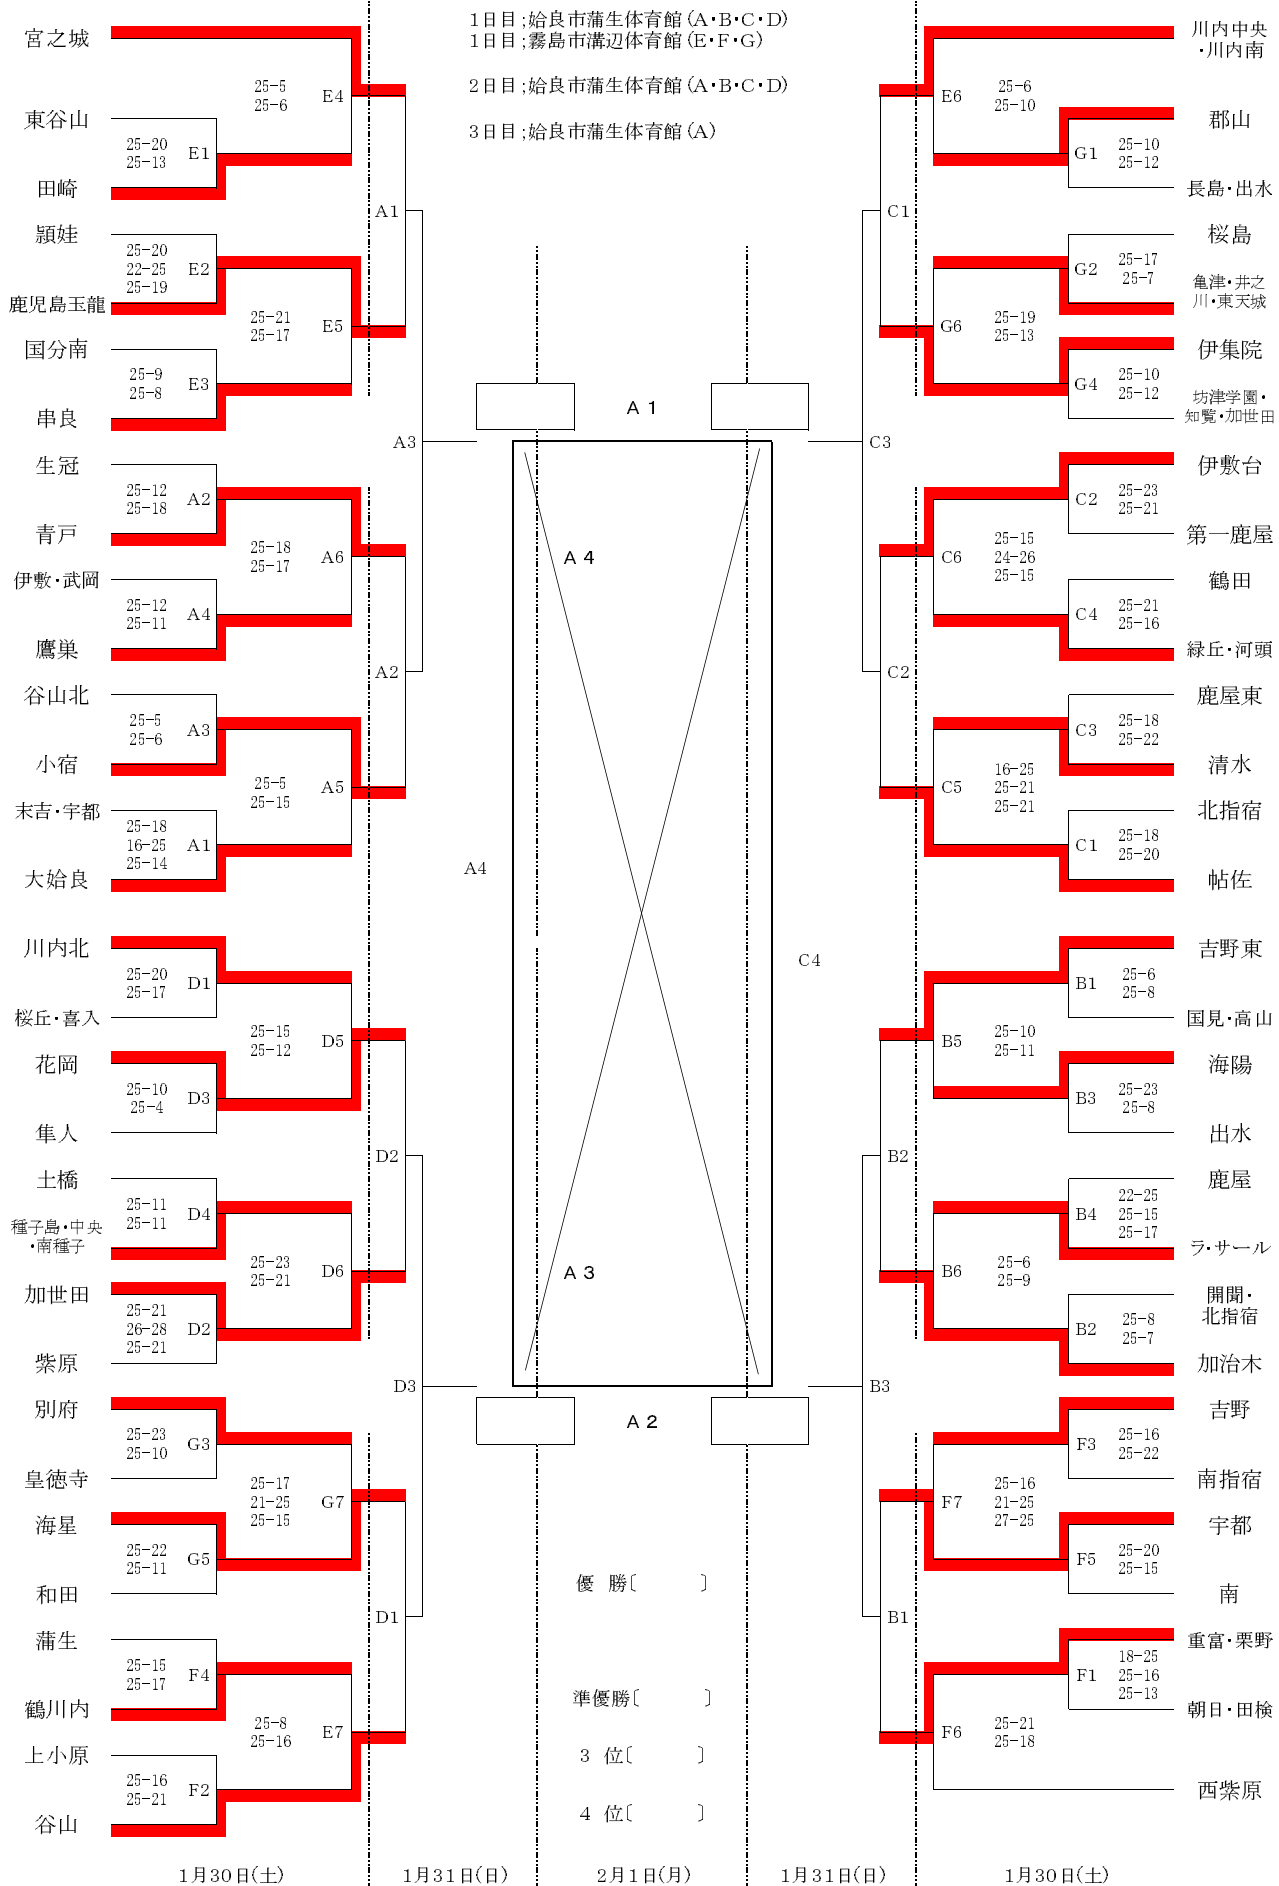 1日目;姶良市蒲生体育館(A・B・C・D)
1日目;霧島市溝辺体育館(E・F・G)
2日目;姶良市蒲生体育館(A・B・C・D)
3日目;姶良市蒲生体育館(A)
宮之城
25-5
25-6
E4
東谷山
25-20
25-13
E1
田崎
A1
頴娃
25-20
22-25
25-19
E2
鹿児島玉龍
25-21
25-17
E5
国分南
25-9
25-8
E3
串良
A3
生冠
25-12
25-18
A2
青戸
25-18
25-17
A6
伊敷・武岡
25-12
25-11
A4
鷹巣
A2
谷山北
25-5
25-6
A3
小宿
25-5
25-15
A5
末吉・宇都
25-18
16-25
25-14
A1
大姶良
A4
川内北
25-20
25-17
D1
桜丘・喜入
25-15
25-12
D5
花岡
25-10
25-4
D3
隼人
D2
土橋
25-11
25-11
D4
種子島・中央
・南種子
25-23
25-21
D6
加世田
25-21
26-28
25-21
D2
紫原
D3
別府
25-23
25-10
G3
皇徳寺
25-17
21-25
25-15
G7
海星
25-22
25-11
G5
和田
D1
蒲生
25-15
25-17
F4
鶴川内
25-8
25-16
E7
上小原
25-16
25-21
F2
谷山
A1
A4
A3
A2
優 勝〔 〕
準優勝〔 〕
3 位〔 〕
4 位〔 〕
川内中央
・川内南
E6
25-6
25-10
郡山
G1
25-10
25-12
長島・出水
C1
桜島
G2
25-17
25-7
亀津・井之
川・東天城
G6
25-19
25-13
伊集院
G4
25-10
25-12
坊津学園・
知覧・加世田
C3
伊敷台
C2
25-23
25-21
第一鹿屋
C6
25-15
24-26
25-15
鶴田
C4
25-21
25-16
緑丘・河頭
C2
鹿屋東
C3
25-18
25-22
清水
C5
16-25
25-21
25-21
北指宿
C1
25-18
25-20
帖佐
C4
吉野東
B1
25-6
25-8
国見・高山
B5
25-10
25-11
海陽
B3
25-23
25-8
出水
B2
鹿屋
B4
22-25
25-15
25-17
ラ・サール
B6
25-6
25-9
開聞・
北指宿
B2
25-8
25-7
加治木
B3
吉野
F3
25-16
25-22
南指宿
F7
25-16
21-25
27-25
宇都
F5
25-20
25-15
南
B1
重富・栗野
F1
18-25
25-16
25-13
朝日・田検
F6
25-21
25-18
西紫原
1月30日(土)
1月31日(日)
2月1日(月)
1月31日(日)
1月30日(土)